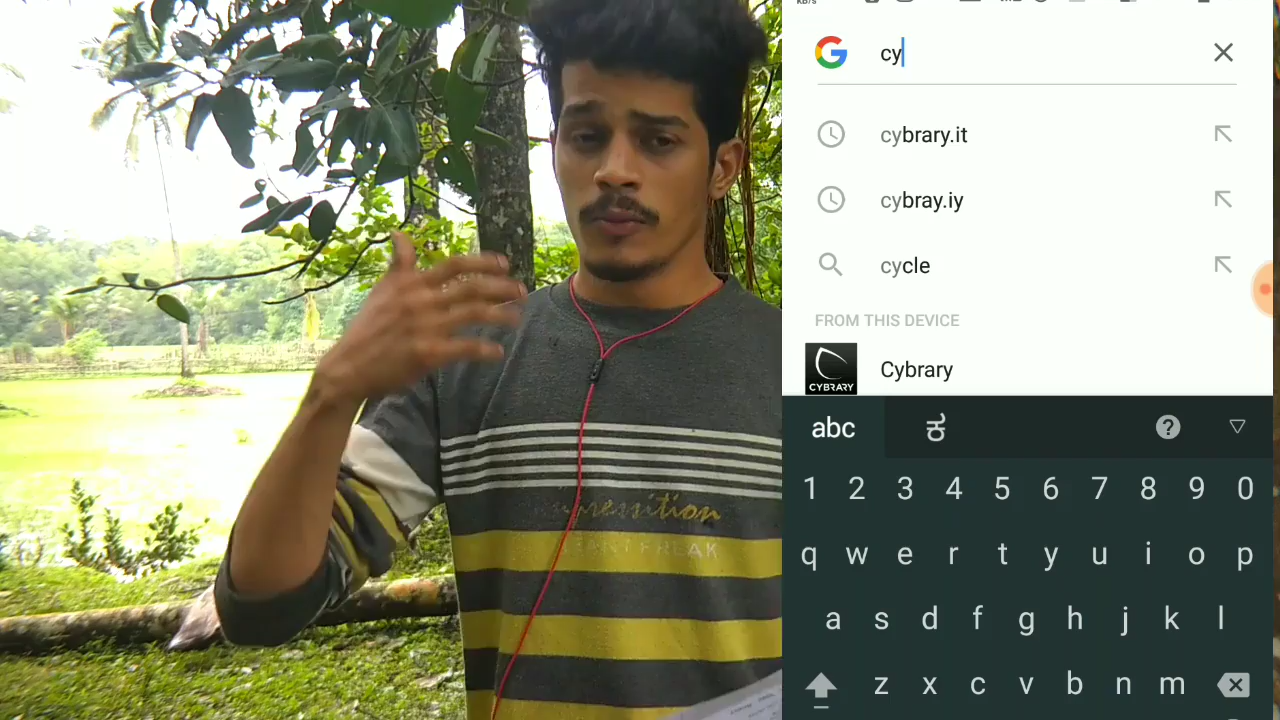 KB/s
cy
cybrary.it
cybray.iy
cycle
FROM THIS DEVICE
CYBRARY
Cybrary
abc ಕ ?
1 2 3 4 5 6 7 8 9 0
q w e r t y u i o p
a s d f g h j k l
z x c v b n m